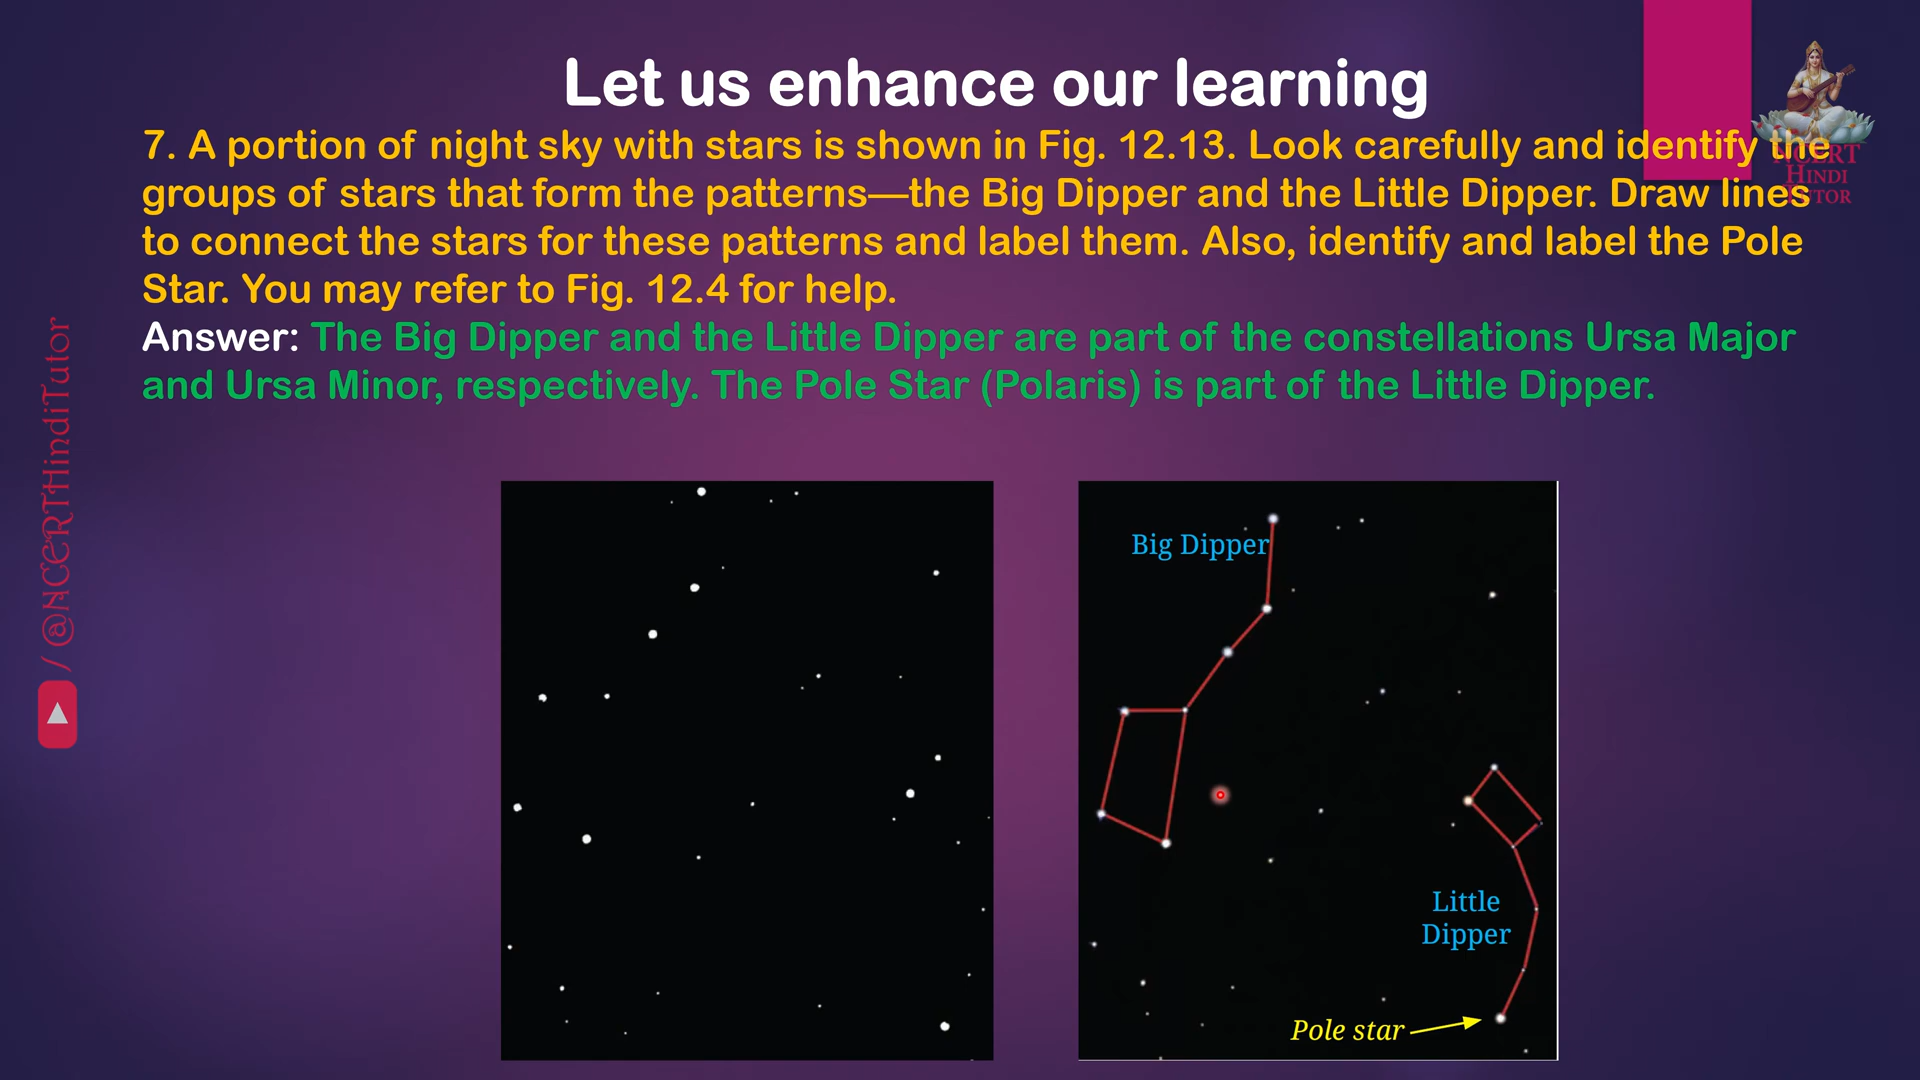 Let us enhance our learning
7. A portion of night sky with stars is shown in Fig. 12.13. Look carefully and identify the
groups of stars that form the patterns—the Big Dipper and the Little Dipper. Draw lines
to connect the stars for these patterns and label them. Also, identify and label the Pole
Star. You may refer to Fig. 12.4 for help.
Answer: The Big Dipper and the Little Dipper are part of the constellations Ursa Major
and Ursa Minor, respectively. The Pole Star (Polaris) is part of the Little Dipper.
NCERT
HINDI
TUTOR
/ @NCERTHindiTutor
Big Dipper
Little
Dipper
Pole star